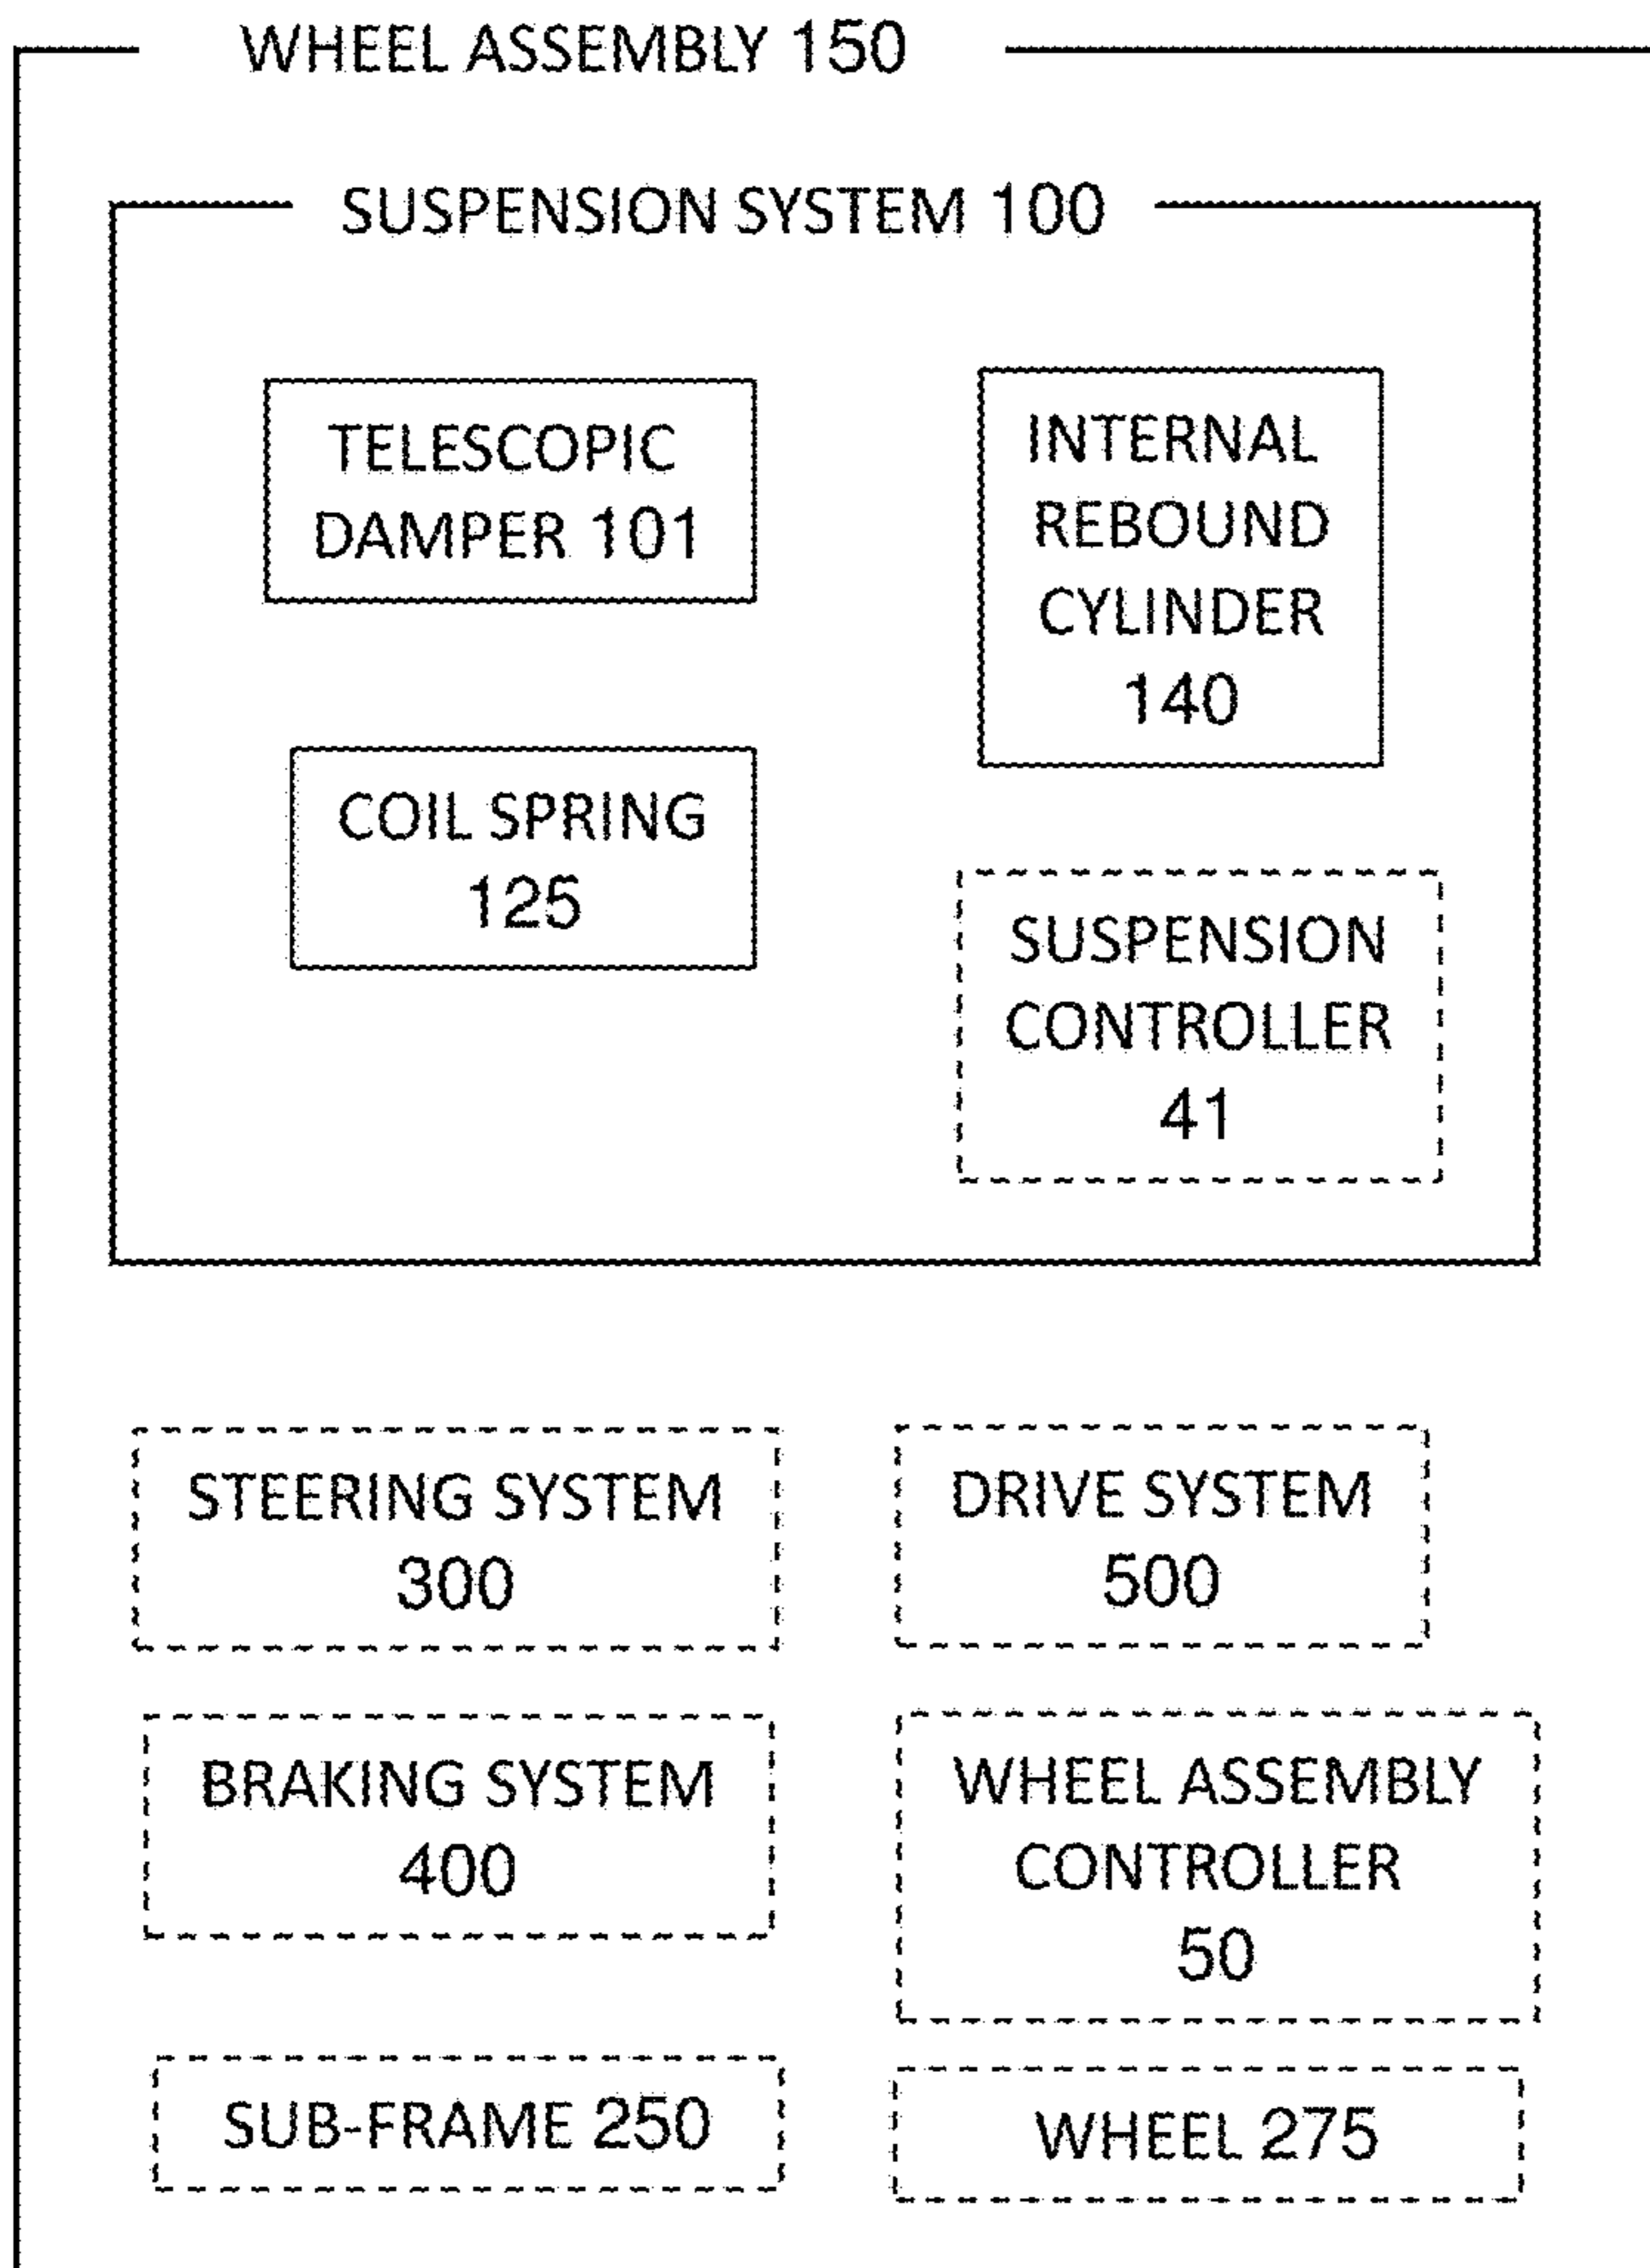 WHEEL ASSEMBLY 150
SUSPENSION SYSTEM 100
TELESCOPIC
DAMPER 101
INTERNAL
REBOUND
CYLINDER
140
COIL SPRING
125
SUSPENSION
CONTROLLER
41
STEERING SYSTEM
300
DRIVE SYSTEM
500
BRAKING SYSTEM
400
WHEEL ASSEMBLY
CONTROLLER
50
SUB-FRAME 250
WHEEL 275